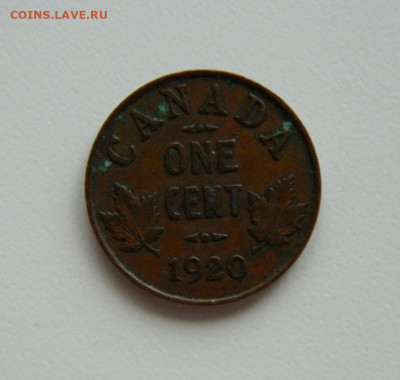 COINS.LAVE.RU
CANADA
ONE
CENT
1920